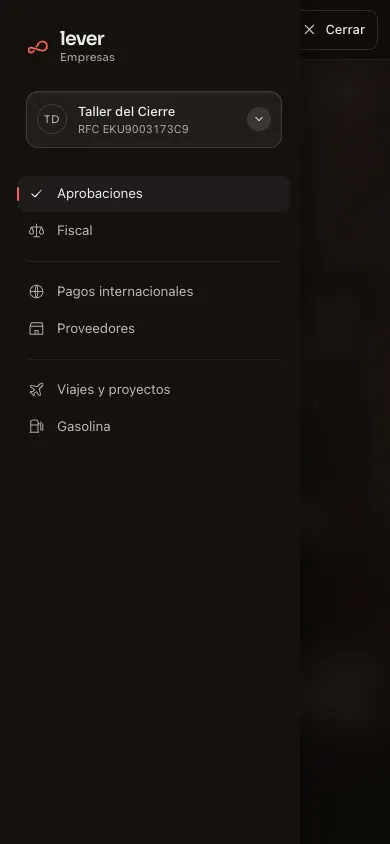 lever
Empresas
Cerrar
TD
Taller del Cierre
RFC EKU9003173C9
Aprobaciones
Fiscal
Pagos internacionales
Proveedores
Viajes y proyectos
Gasolina